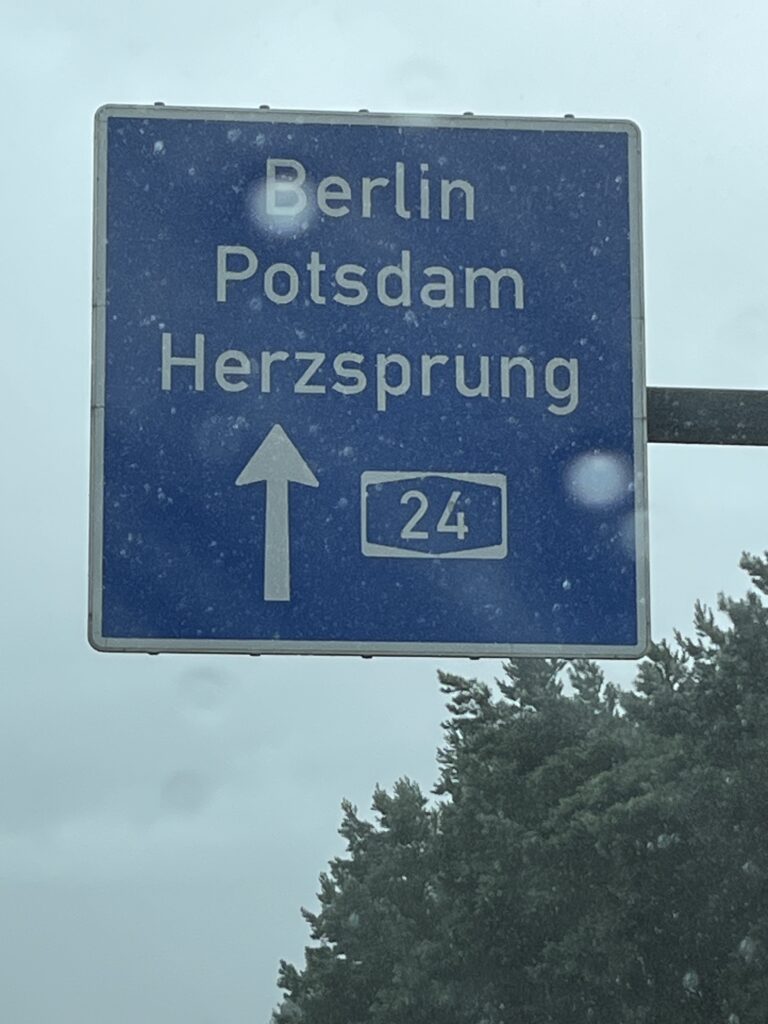 Berlin
Potsdam
Herzsprung
24